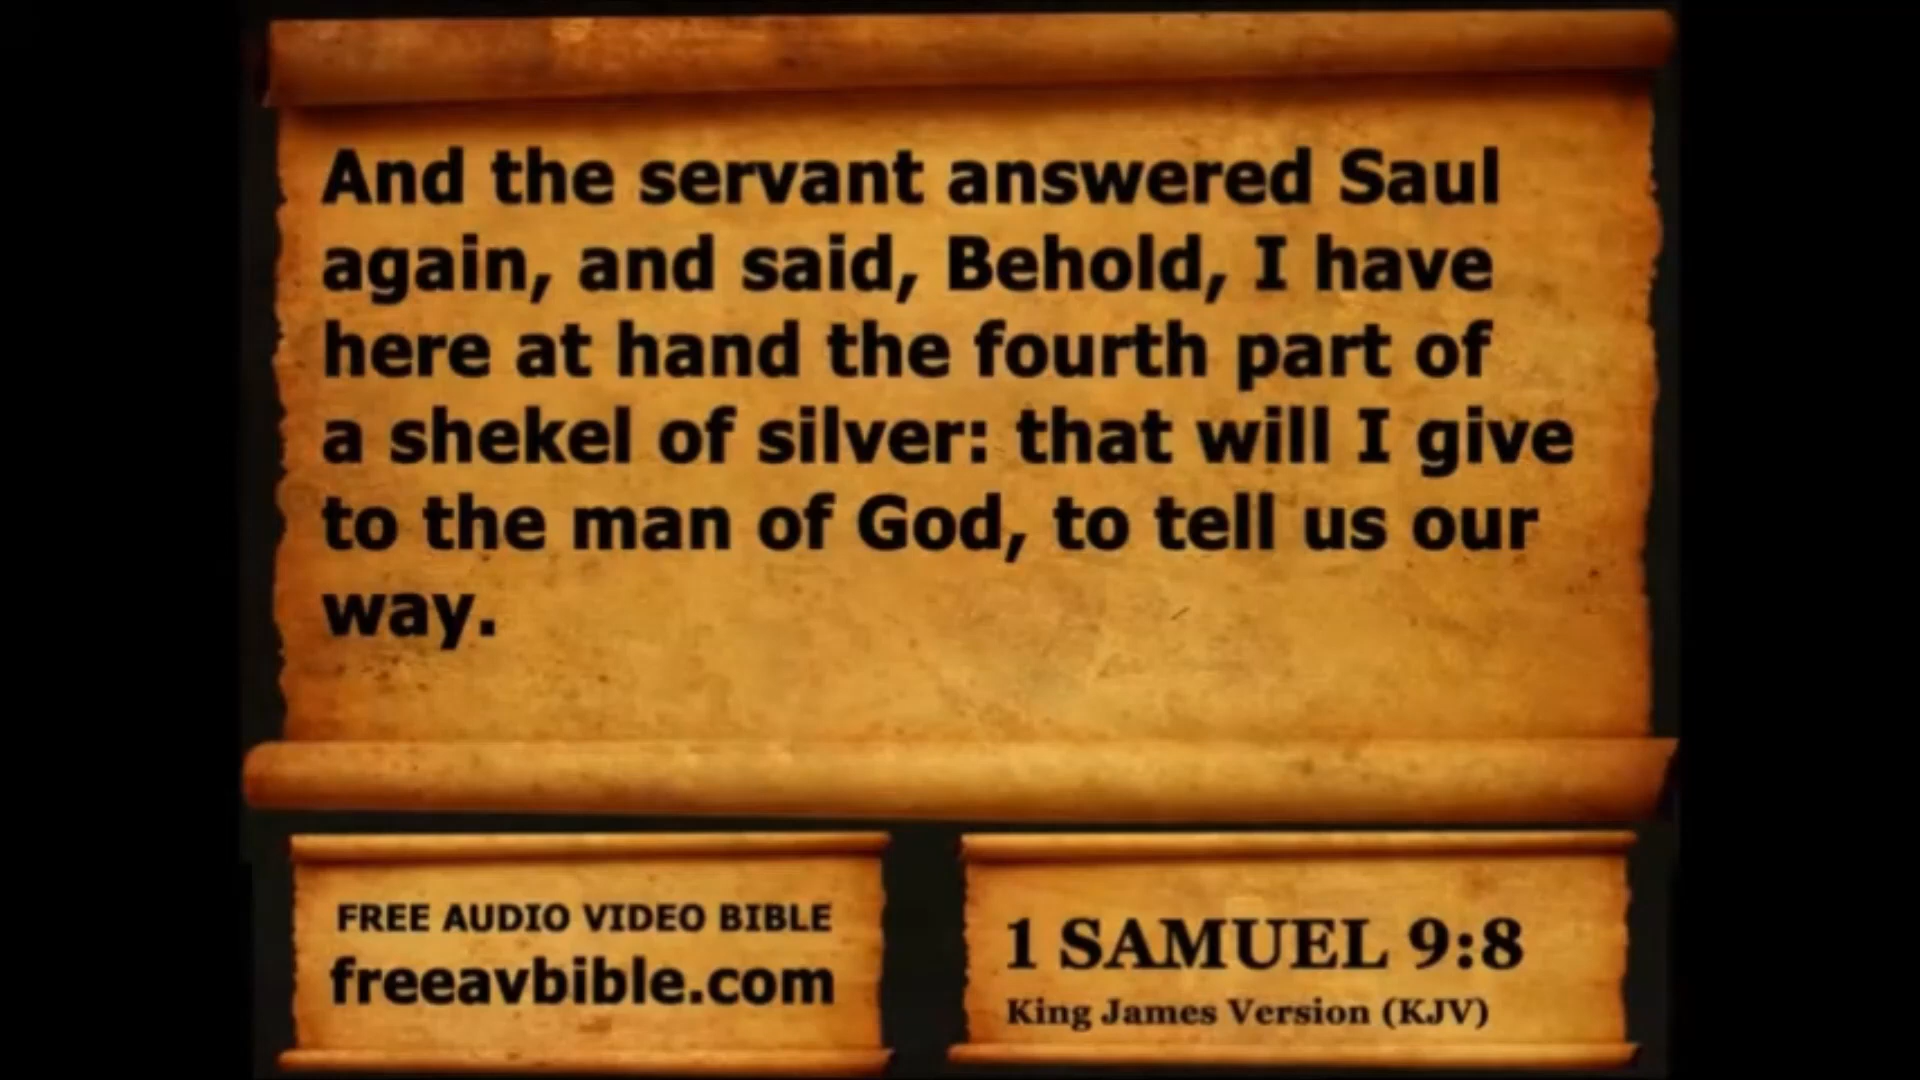 And the servant answered Saul
again, and said, Behold, I have
here at hand the fourth part of
a shekel of silver: that will I give
to the man of God, to tell us our
way.
FREE AUDIO VIDEO BIBLE
freeavbible.com
1 SAMUEL 9:8
King James Version (KJV)